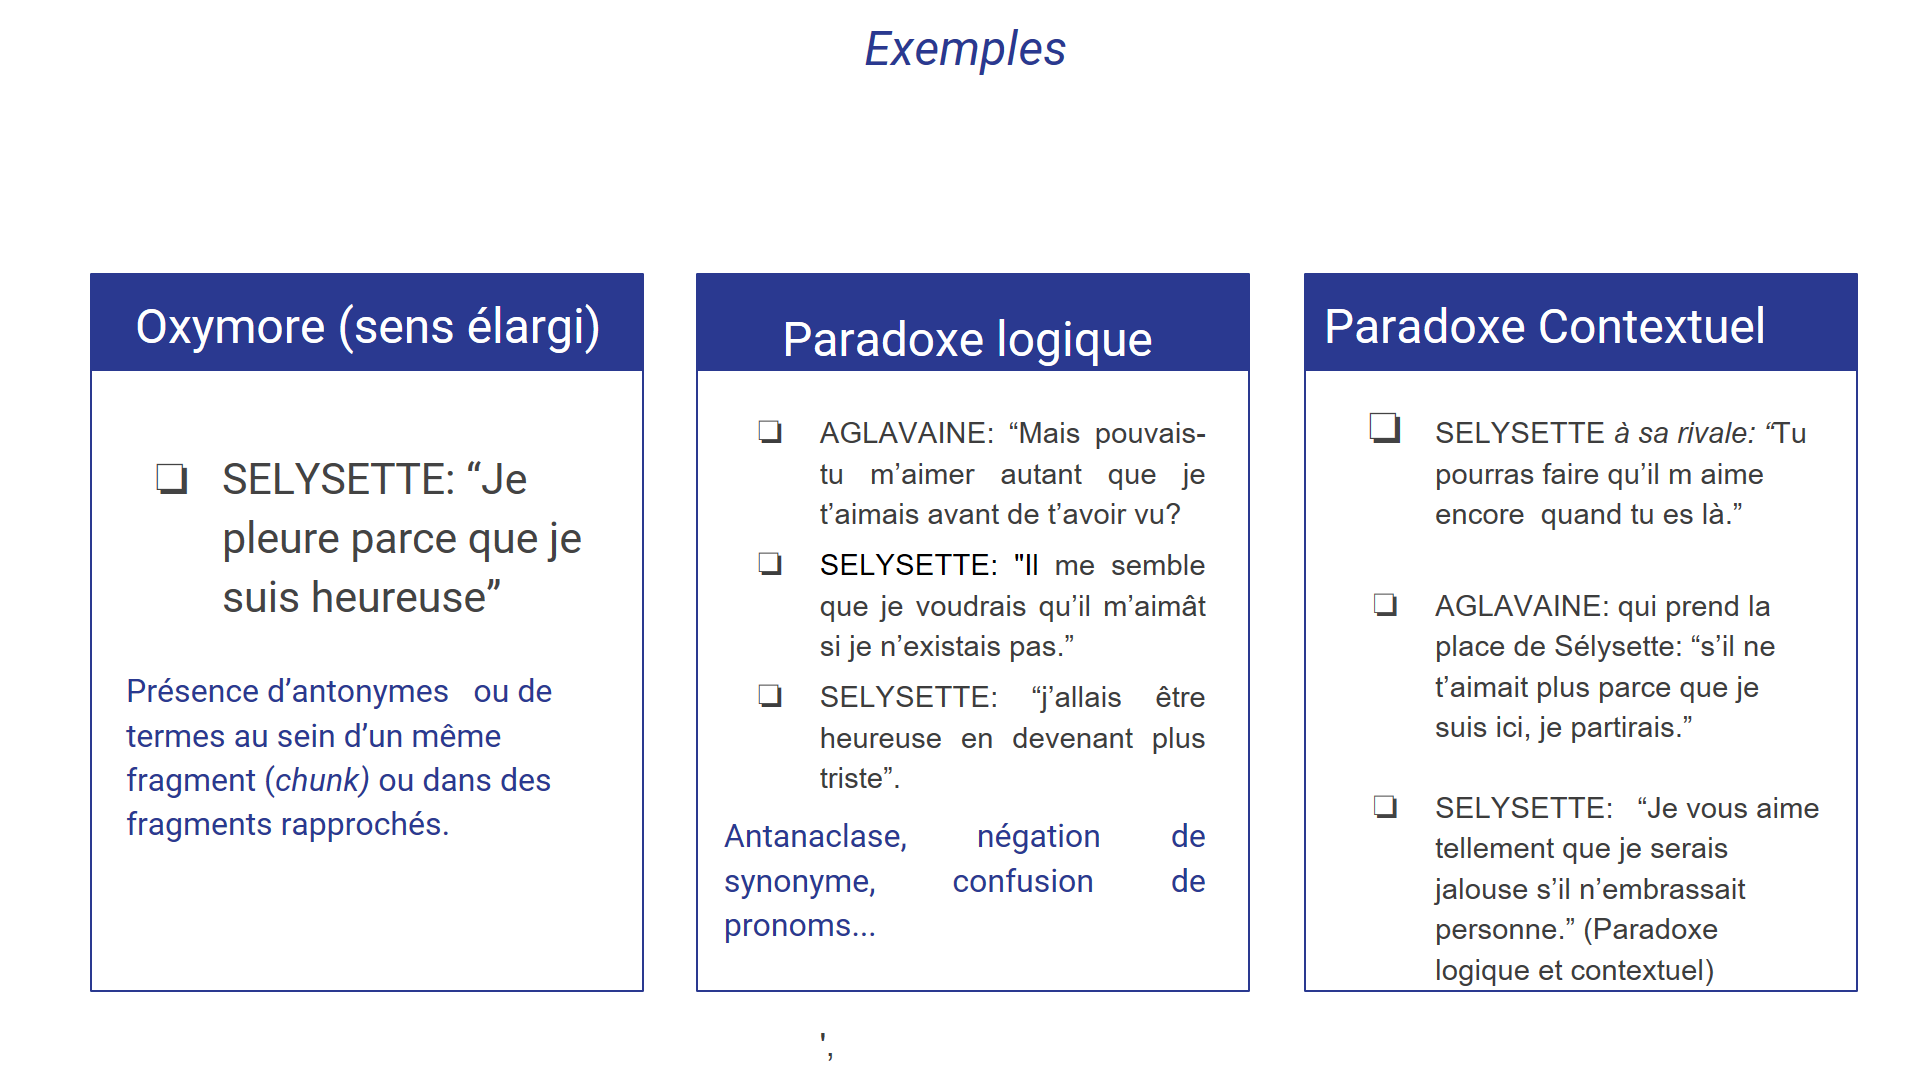 Exemples
Oxymore (sens élargi)
❏ SELYSETTE: “Je
pleure parce que je
suis heureuse”
Présence d’antonymes ou de
termes au sein d’un même
fragment (chunk) ou dans des
fragments rapprochés.
Paradoxe logique
❏ AGLAVAINE: “Mais pouvais-
tu m’aimer autant que je
t’aimais avant de t’avoir vu?
❏ SELYSETTE: "Il me semble
que je voudrais qu’il m’aimât
si je n’existais pas.”
❏ SELYSETTE: “j’allais être
heureuse en devenant plus
triste”.
Antanaclase, négation de
synonyme, confusion de
pronoms...
Paradoxe Contextuel
❏ SELYSETTE à sa rivale: “Tu
pourras faire qu’il m aime
encore quand tu es là.”
❏ AGLAVAINE: qui prend la
place de Sélysette: “s’il ne
t’aimait plus parce que je
suis ici, je partirais.”
❏ SELYSETTE: “Je vous aime
tellement que je serais
jalouse s’il n’embrassait
personne.” (Paradoxe
logique et contextuel)
',